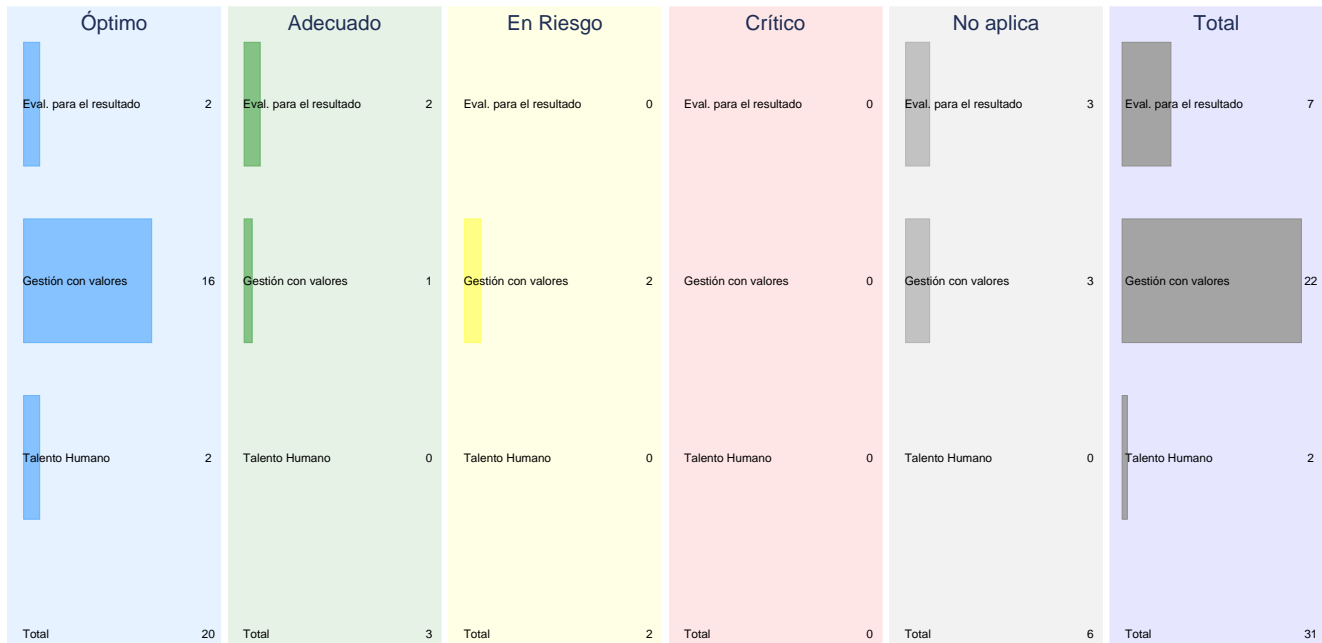 Óptimo Adecuado En Riesgo Crítico No aplica Total
Eval. para el resultado 2 Eval. para el resultado 2 Eval. para el resultado 0 Eval. para el resultado 0 Eval. para el resultado 3 Eval. para el resultado 7
Gestión con valores 16 Gestión con valores 1 Gestión con valores 2 Gestión con valores 0 Gestión con valores 3 Gestión con valores 22
Talento Humano 2 Talento Humano 0 Talento Humano 0 Talento Humano 0 Talento Humano 0 Talento Humano 2
Total 20 Total 3 Total 2 Total 0 Total 6 Total 31